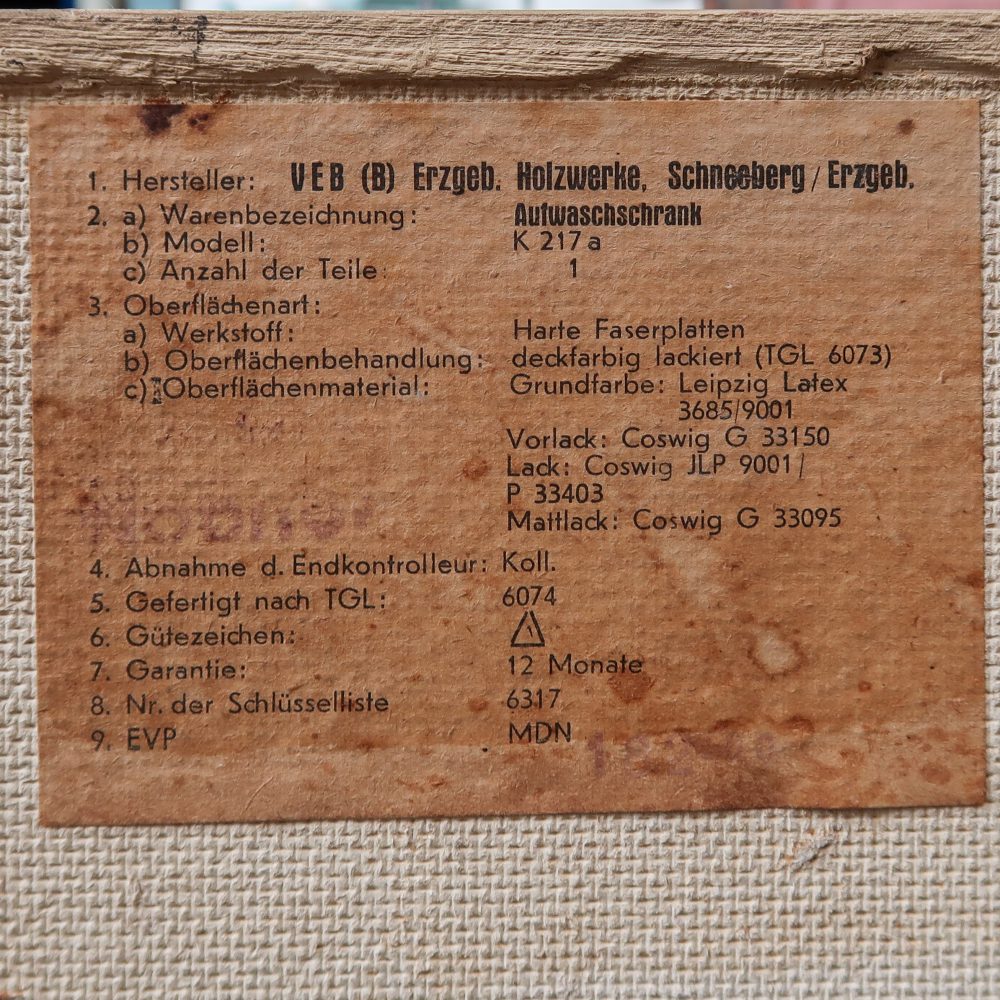 1. Hersteller: VEB (B) Erzgeb. Holzwerke, Schneeberg / Erzgeb.
2. a) Warenbezeichnung: Aufwaschschrank
b) Modell: K 217 a
c) Anzahl der Teile: 1
3. Oberflächenart:
a) Werkstoff: Harte Faserplatten
b) Oberflächenbehandlung: deckfarbig lackiert (TGL 6073)
c) Oberflächenmaterial: Grundfarbe: Leipzig Latex
3685/9001
Vorlack: Coswig G 33150
Lack: Coswig JLP 9001/
P 33403
Mattlack: Coswig G 33095
4. Abnahme d. Endkontrolleur: Koll.
5. Gefertigt nach TGL: 6074
6. Gütezeichen: 1
7. Garantie: 12 Monate
8. Nr. der Schlüsselliste 6317
9. EVP MDN